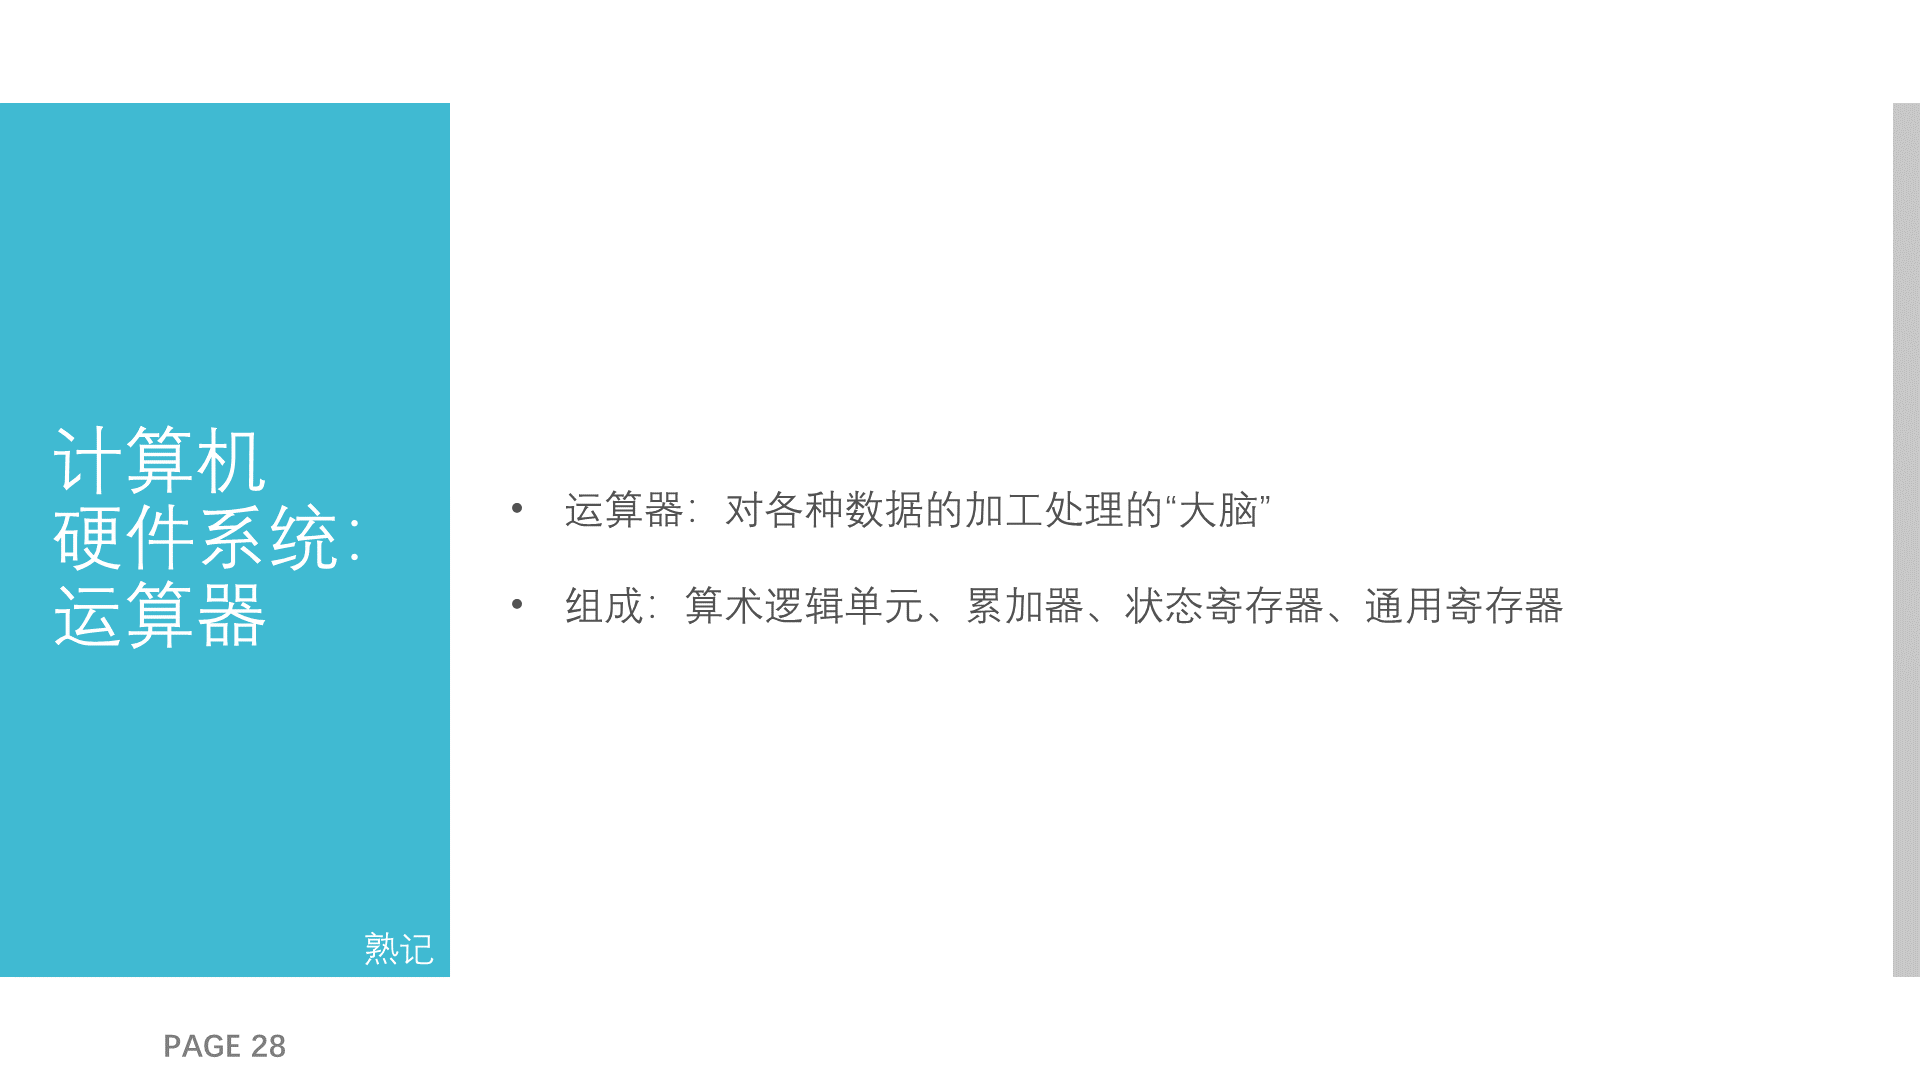 计算机
硬件系统：
运算器
熟记
• 运算器：对各种数据的加工处理的“大脑”
• 组成：算术逻辑单元、累加器、状态寄存器、通用寄存器
PAGE 28